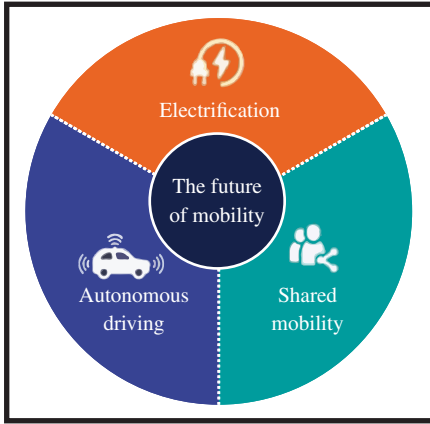 Electrification
The future
of mobility
Autonomous
driving
Shared
mobility